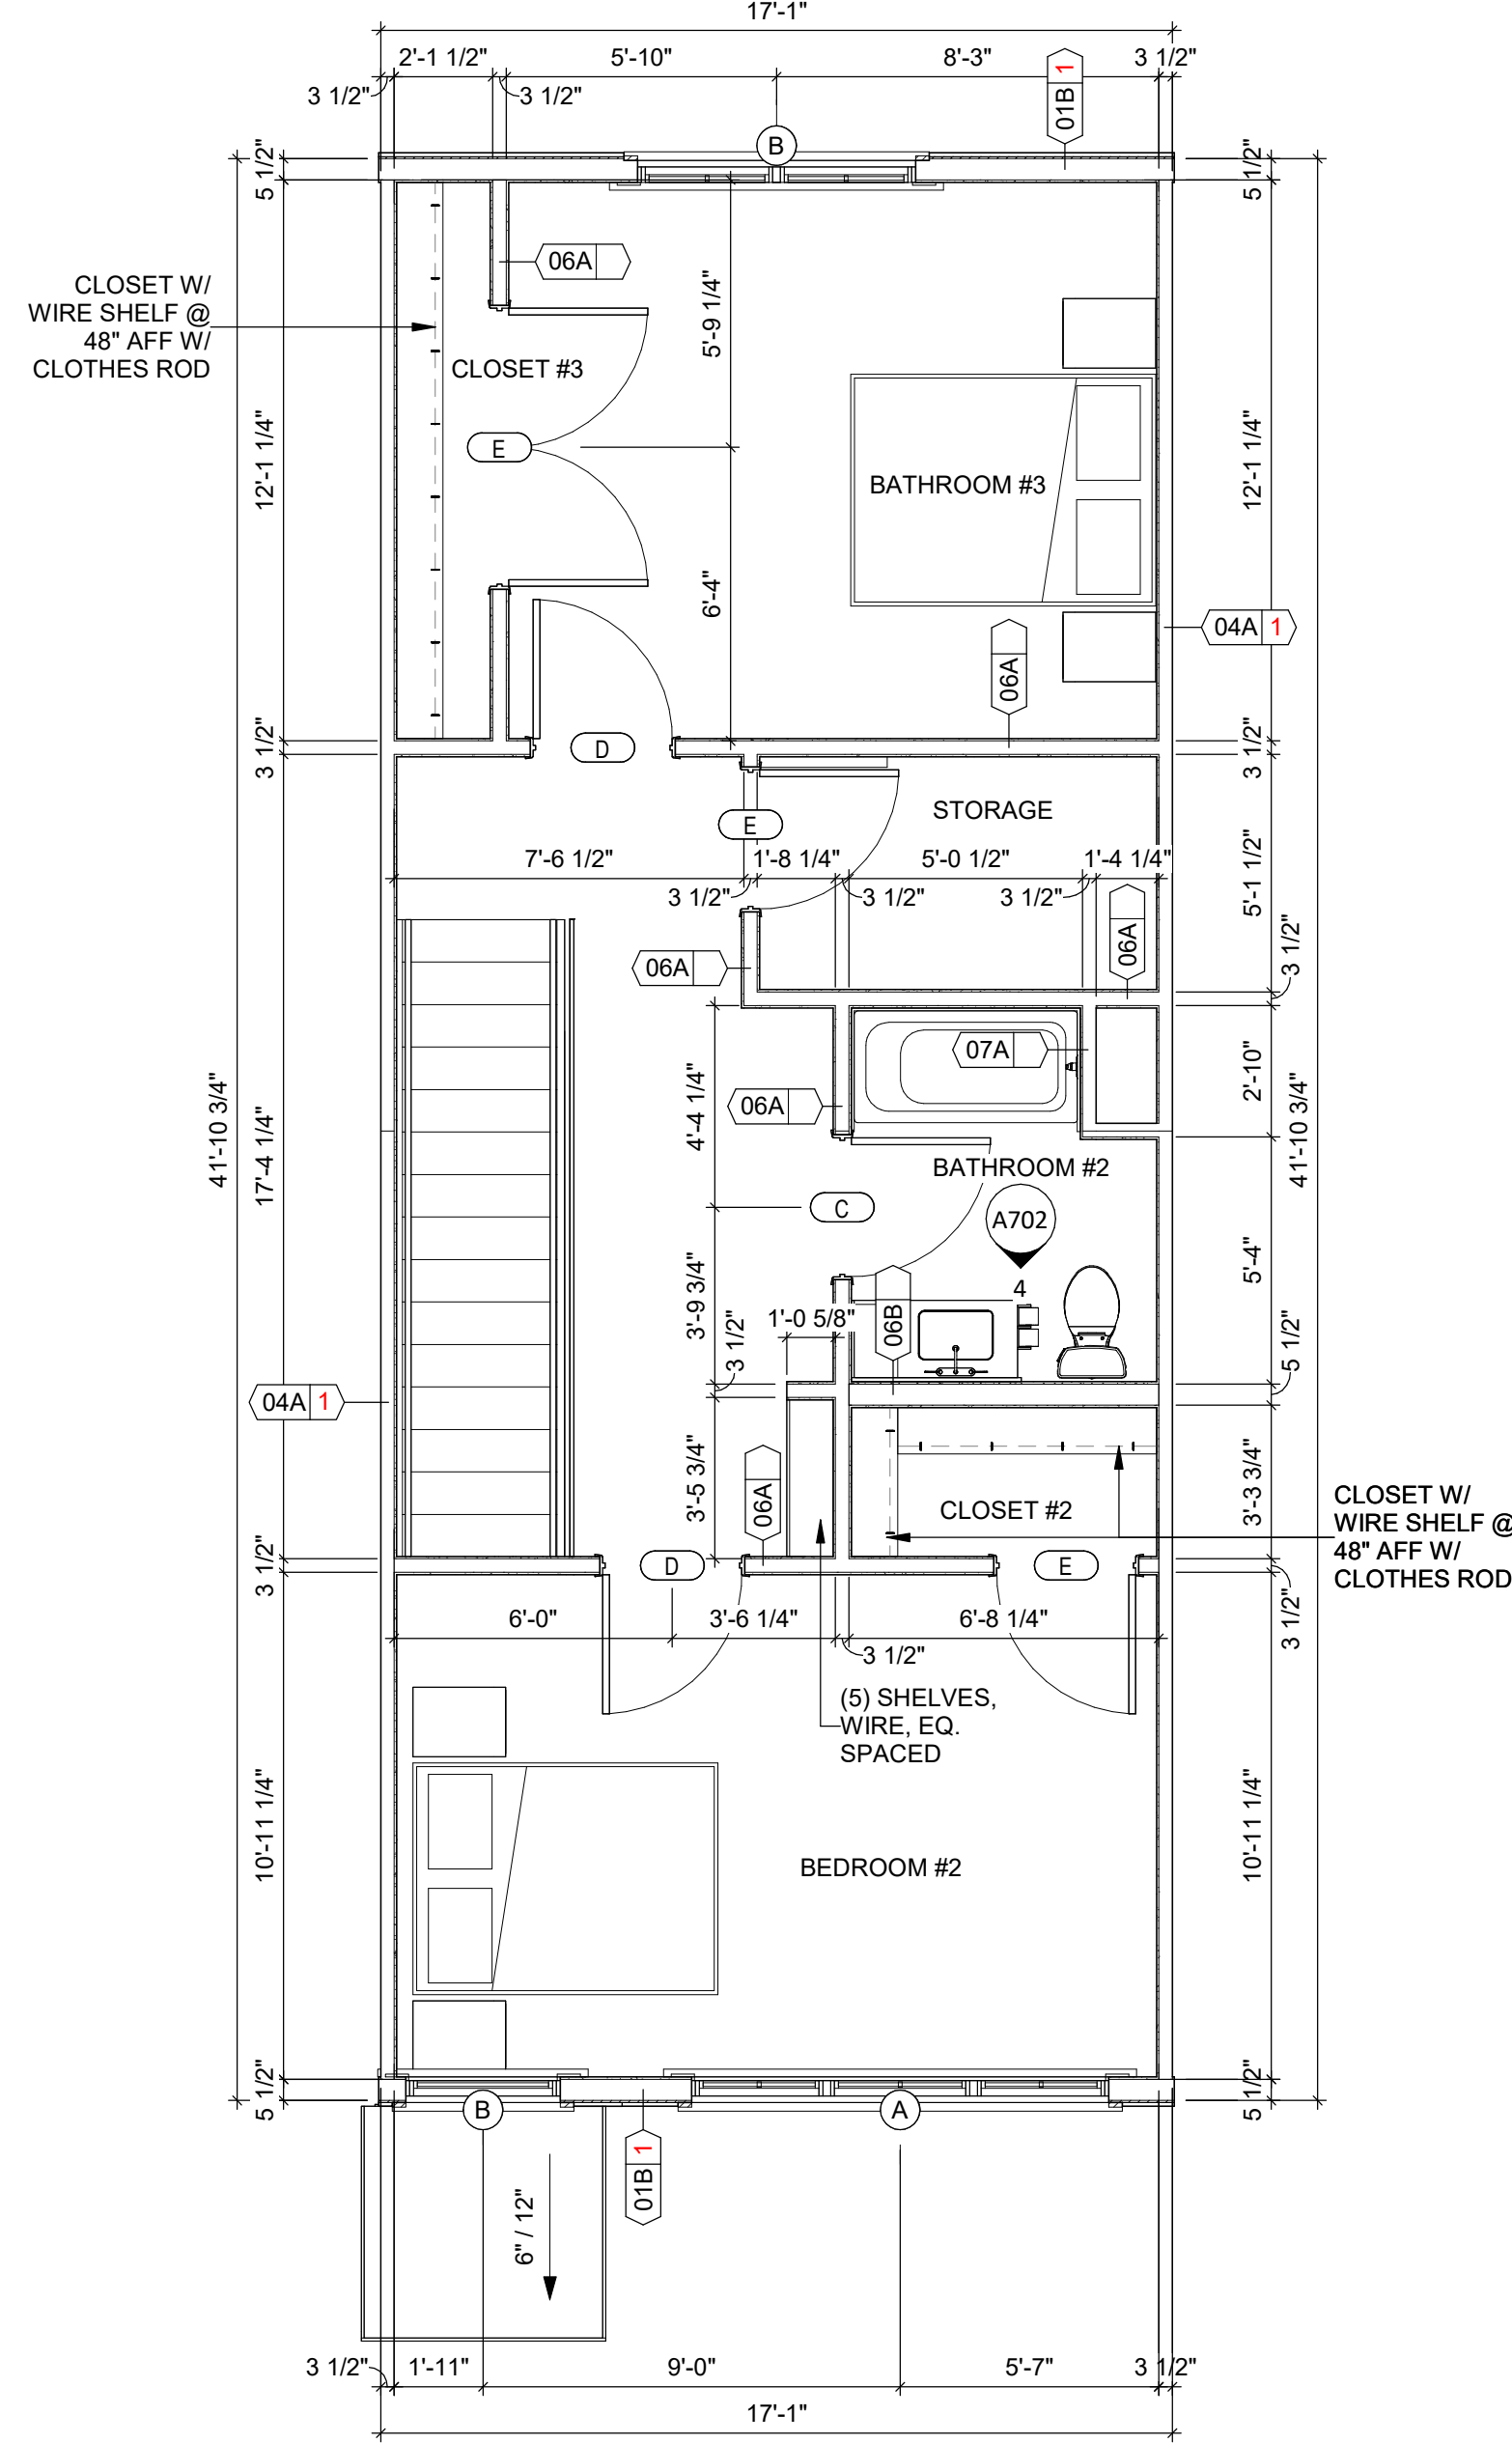 17'-1"
2'-1 1/2"
5'-10"
8'-3"
3 1/2"
3 1/2"
3 1/2"
01B 1
B
5 1/2"
5 1/2"
06A
CLOSET W/
WIRE SHELF @
48" AFF W/
CLOTHES ROD
5'-9 1/4"
CLOSET #3
E
12'-1 1/4"
12'-1 1/4"
BATHROOM #3
6'-4"
04A 1
06A
3 1/2"
D
3 1/2"
STORAGE
E
7'-6 1/2"
1'-8 1/4"
5'-0 1/2"
1'-4 1/4"
3 1/2"
3 1/2"
3 1/2"
5'-1 1/2"
06A
06A
3 1/2"
07A
06A
4'-4 1/4"
2'-10"
41'-10 3/4"
17'-4 1/4"
41'-10 3/4"
BATHROOM #2
C
A702
4
3'-9 3/4"
5'-4"
1'-0 5/8"
06B
3 1/2"
5 1/2"
04A 1
3'-5 3/4"
06A
3'-3 3/4"
CLOSET #2
CLOSET W/
WIRE SHELF @
48" AFF W/
CLOTHES ROD
3 1/2"
D
E
3 1/2"
6'-0"
3'-6 1/4"
6'-8 1/4"
3 1/2"
(5) SHELVES,
WIRE, EQ.
SPACED
10'-11 1/4"
10'-11 1/4"
BEDROOM #2
5 1/2"
5 1/2"
B
A
01B 1
6" / 12"
3 1/2"
1'-11"
9'-0"
5'-7"
3 1/2"
17'-1"